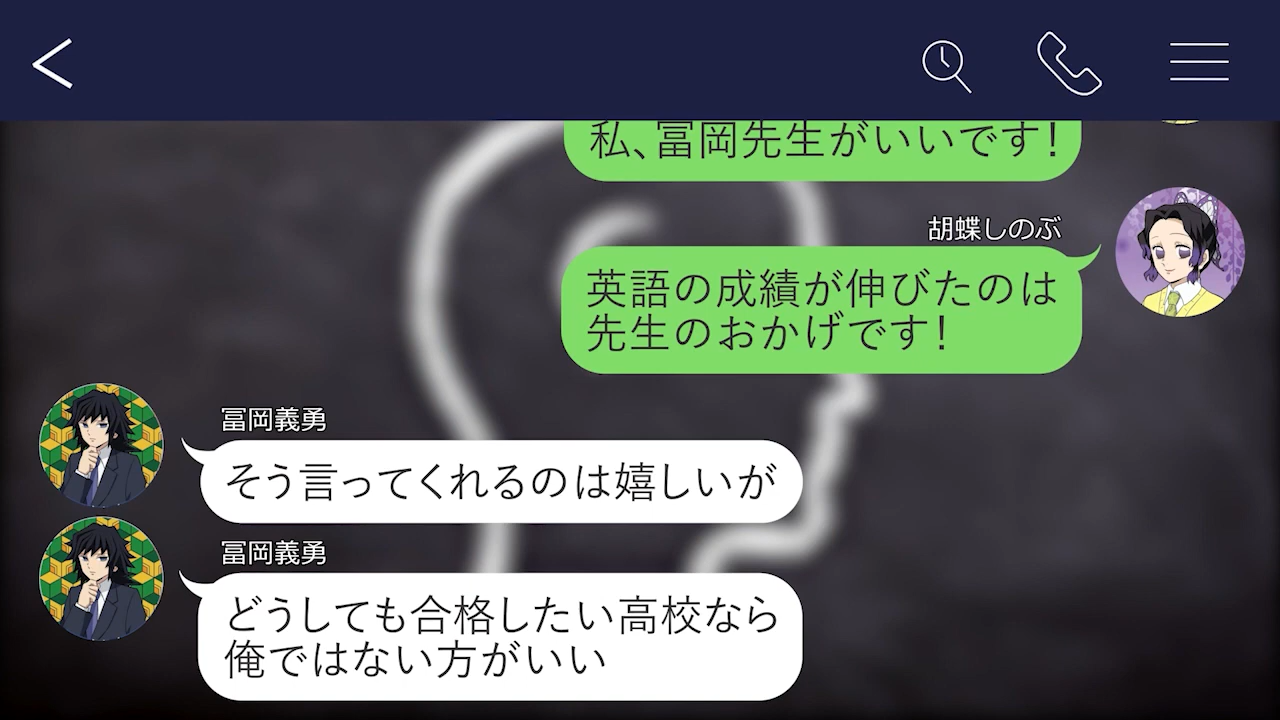 私、冨岡先生がいいです!
胡蝶しのぶ
英語の成績が伸びたのは
先生のおかげです!
冨岡義勇
そう言ってくれるのは嬉しいが
冨岡義勇
どうしても合格したい高校なら
俺ではない方がいい